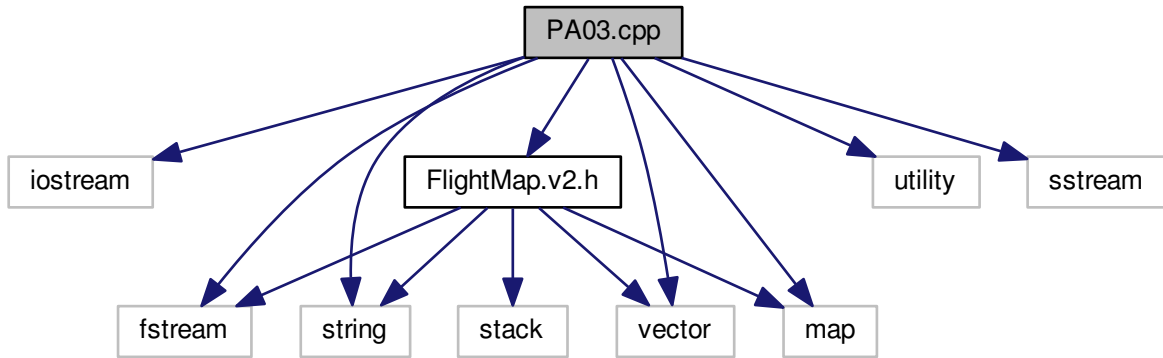 PA03.cpp
iostream
FlightMap.v2.h
utility
sstream
fstream
string
stack
vector
map